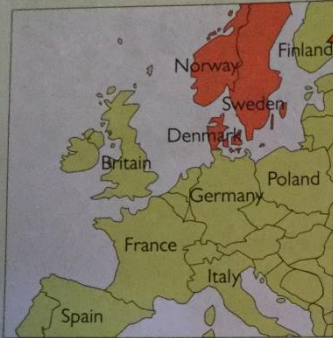 Finland
Norway
Sweden
Denmark
Britain
Poland
Germany
France
Italy
Spain